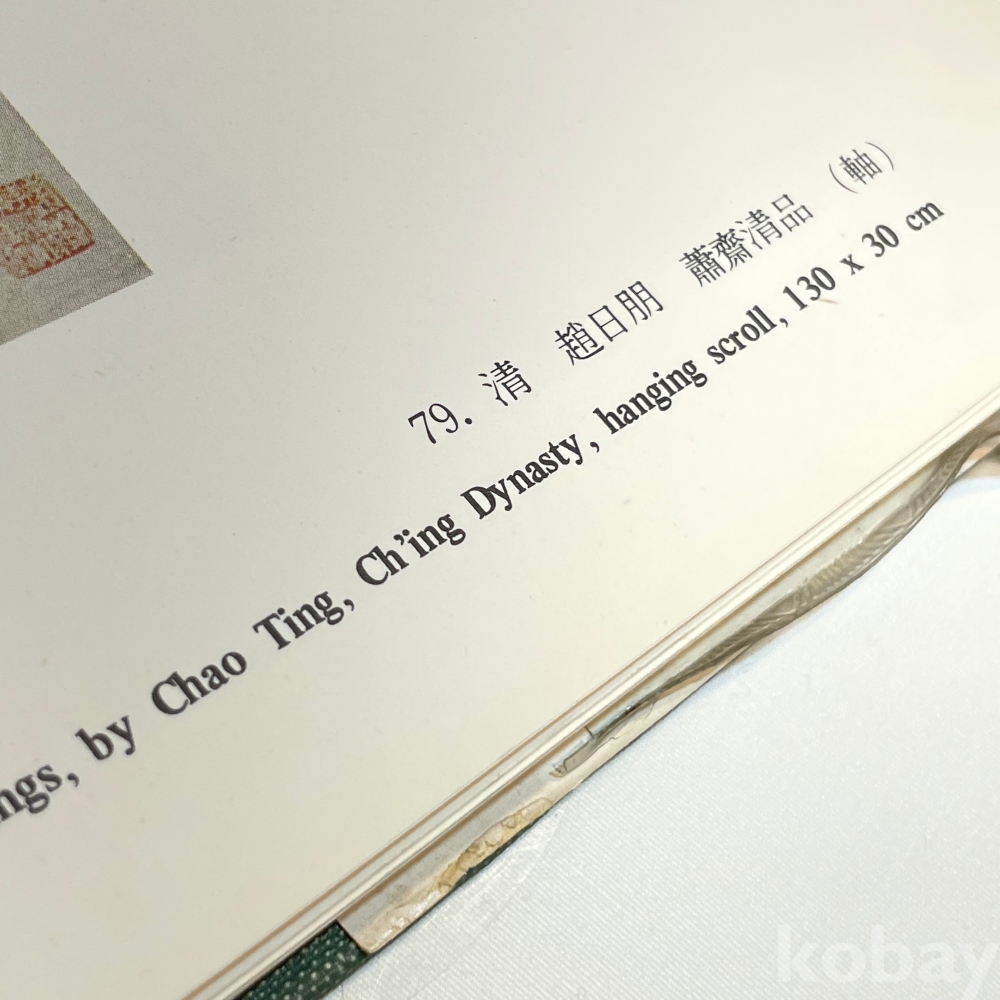 79. 清 趙日朋 蕭齋清品 （軸）
ngs, by Chao Ting, Ch'ing Dynasty, hanging scroll, 130 x 30 cm
kobay